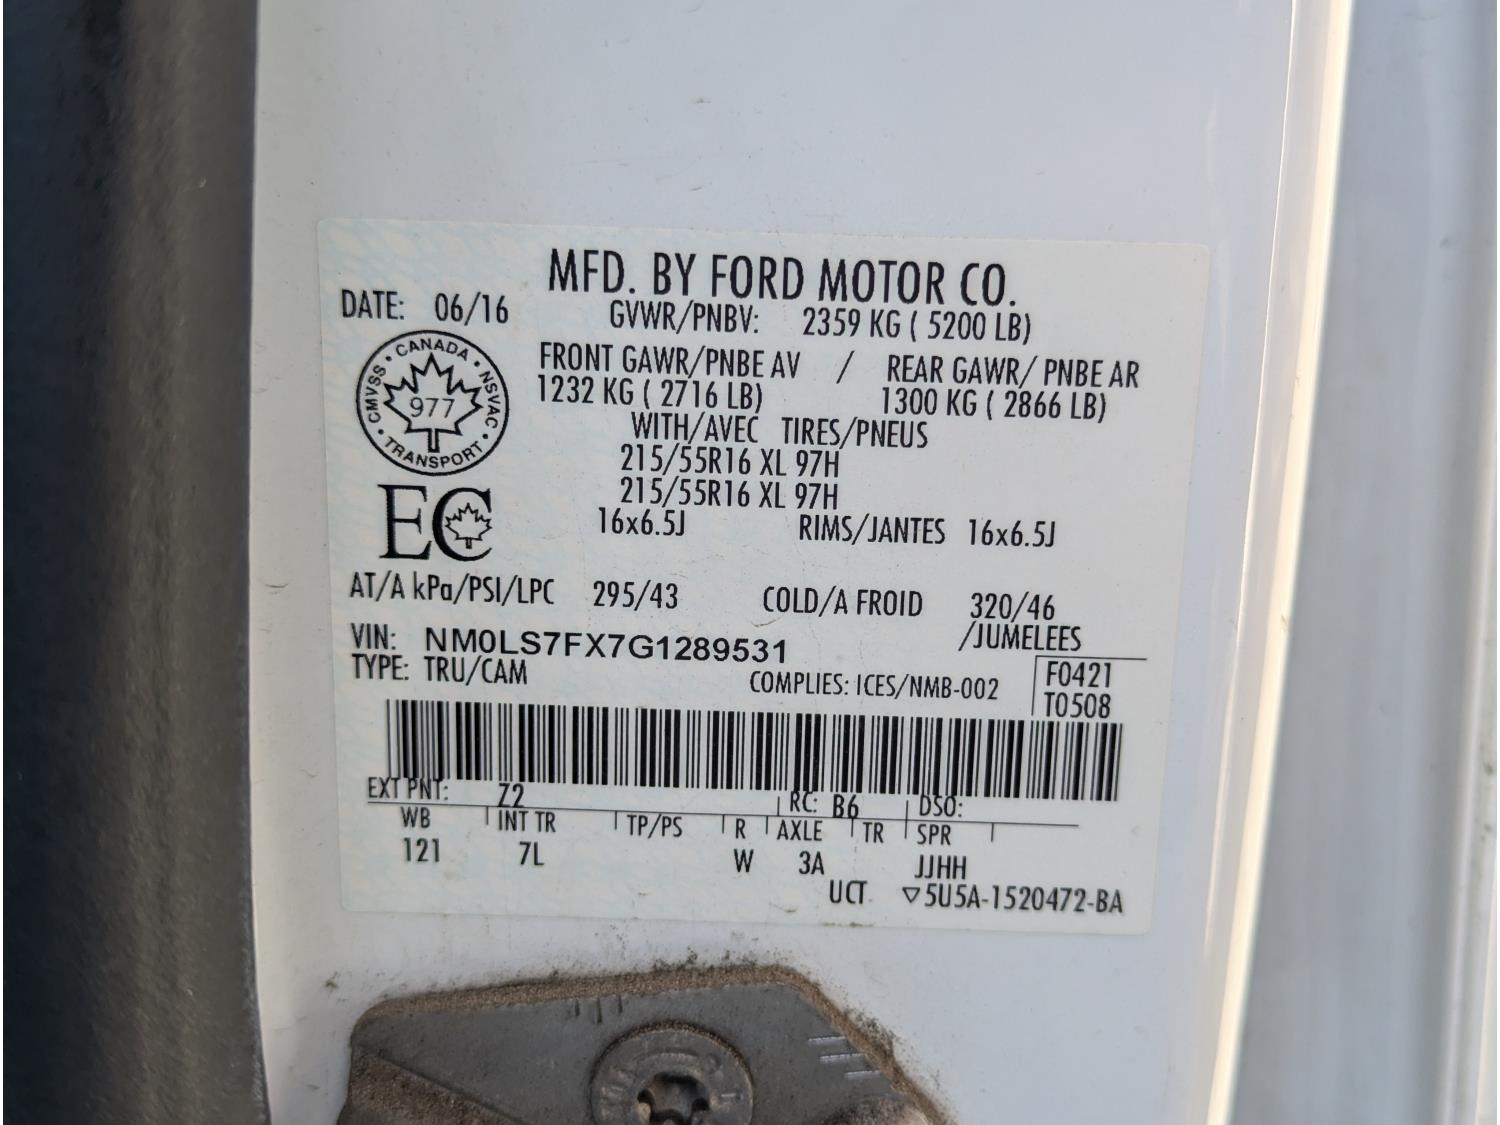 MFD. BY FORD MOTOR CO.
DATE: 06/16
GVWR/PNBV: 2359 KG ( 5200 LB)
FRONT GAWR/PNBE AV / REAR GAWR/ PNBE AR
1232 KG ( 2716 LB) 1300 KG ( 2866 LB)
WITH/AVEC TIRES/PNEUS
215/55R16 XL 97H
215/55R16 XL 97H
16x6.5J RIMS/JANTES 16x6.5J
CANADA
CMVSS NSVAC
977
TRANSPORT
EC
AT/A kPa/PSI/LPC 295/43 COLD/A FROID 320/46
/JUMELEES
VIN: NM0LS7FX7G1289531
TYPE: TRU/CAM
COMPLIES: ICES/NMB-002
F0421
T0508
EXT PNT: Z2 RC: B6 DSO:
WB INT TR TP/PS R AXLE TR SPR
121 7L W 3A JJHH
UCT ▽5U5A-1520472-BA